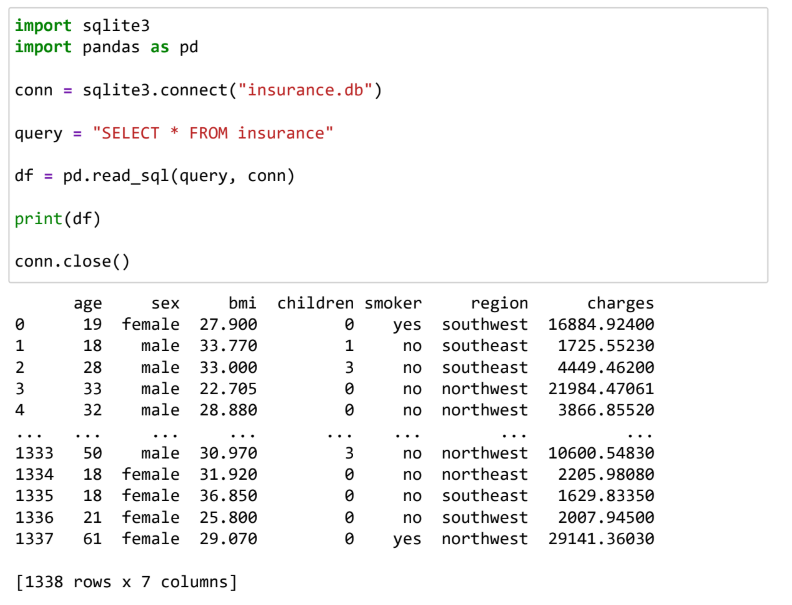 import sqlite3
import pandas as pd
conn = sqlite3.connect("insurance.db")
query = "SELECT * FROM insurance"
df = pd.read_sql(query, conn)
print(df)
conn.close()
age sex bmi children smoker region charges
0 19 female 27.900 0 yes southwest 16884.92400
1 18 male 33.770 1 no southeast 1725.55230
2 28 male 33.000 3 no southeast 4449.46200
3 33 male 22.705 0 no northwest 21984.47061
4 32 male 28.880 0 no northwest 3866.85520
... ... ... ... ... ... ... ...
1333 50 male 30.970 3 no northwest 10600.54830
1334 18 female 31.920 0 no northeast 2205.98080
1335 18 female 36.850 0 no southeast 1629.83350
1336 21 female 25.800 0 no southwest 2007.94500
1337 61 female 29.070 0 yes northwest 29141.36030
[1338 rows x 7 columns]